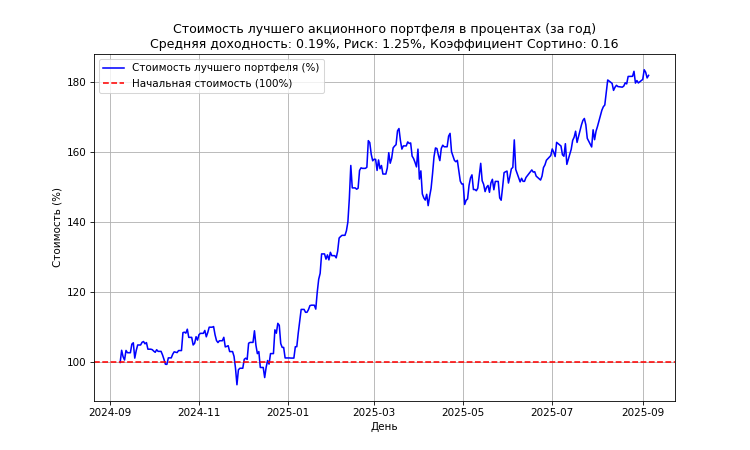 Стоимость лучшего акционного портфеля в процентах (за год)
Средняя доходность: 0.19%, Риск: 1.25%, Коэффициент Сортино: 0.16
Стоимость лучшего портфеля (%)
Начальная стоимость (100%)
Стоимость (%)
180
160
140
120
100
2024-09 2024-11 2025-01 2025-03 2025-05 2025-07 2025-09
День